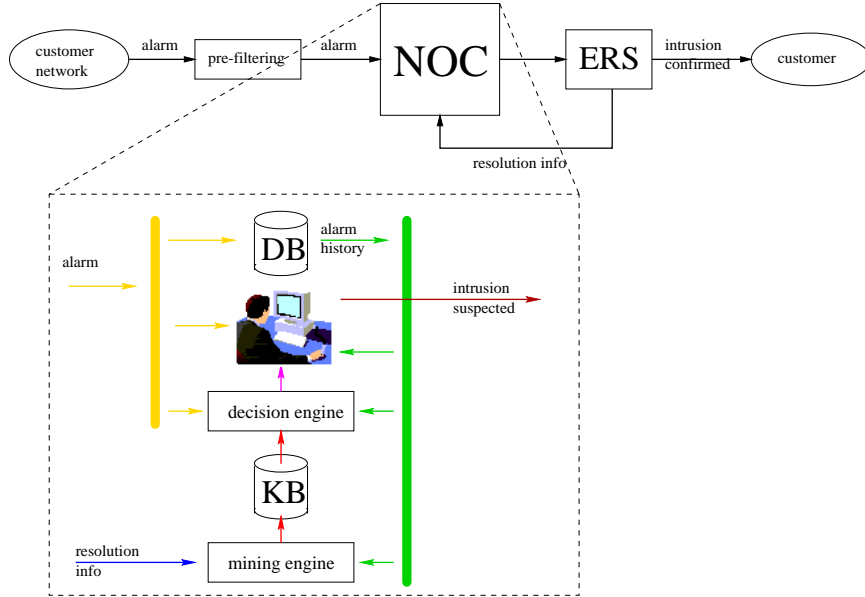 customer
network
alarm
pre-filtering
alarm
NOC
ERS
intrusion
confirmed
customer
resolution info
alarm
DB
alarm
history
intrusion
suspected
decision engine
KB
resolution
info
mining engine